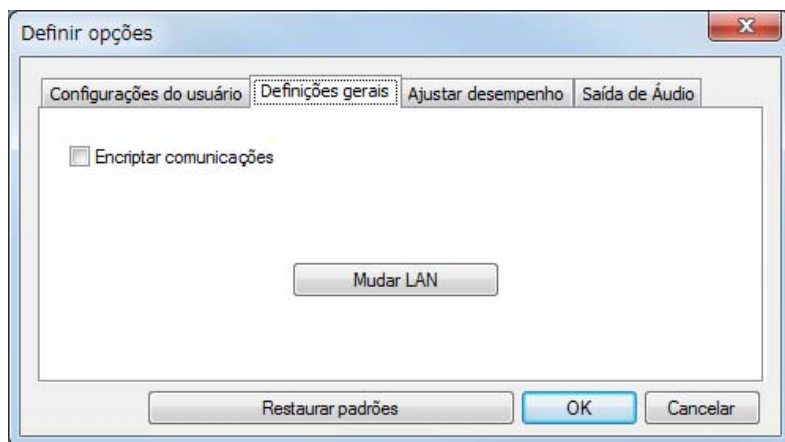 Definir opções
Configurações do usuário Definições gerais Ajustar desempenho Saída de Áudio
Encriptar comunicações
Mudar LAN
Restaurar padrões OK Cancelar